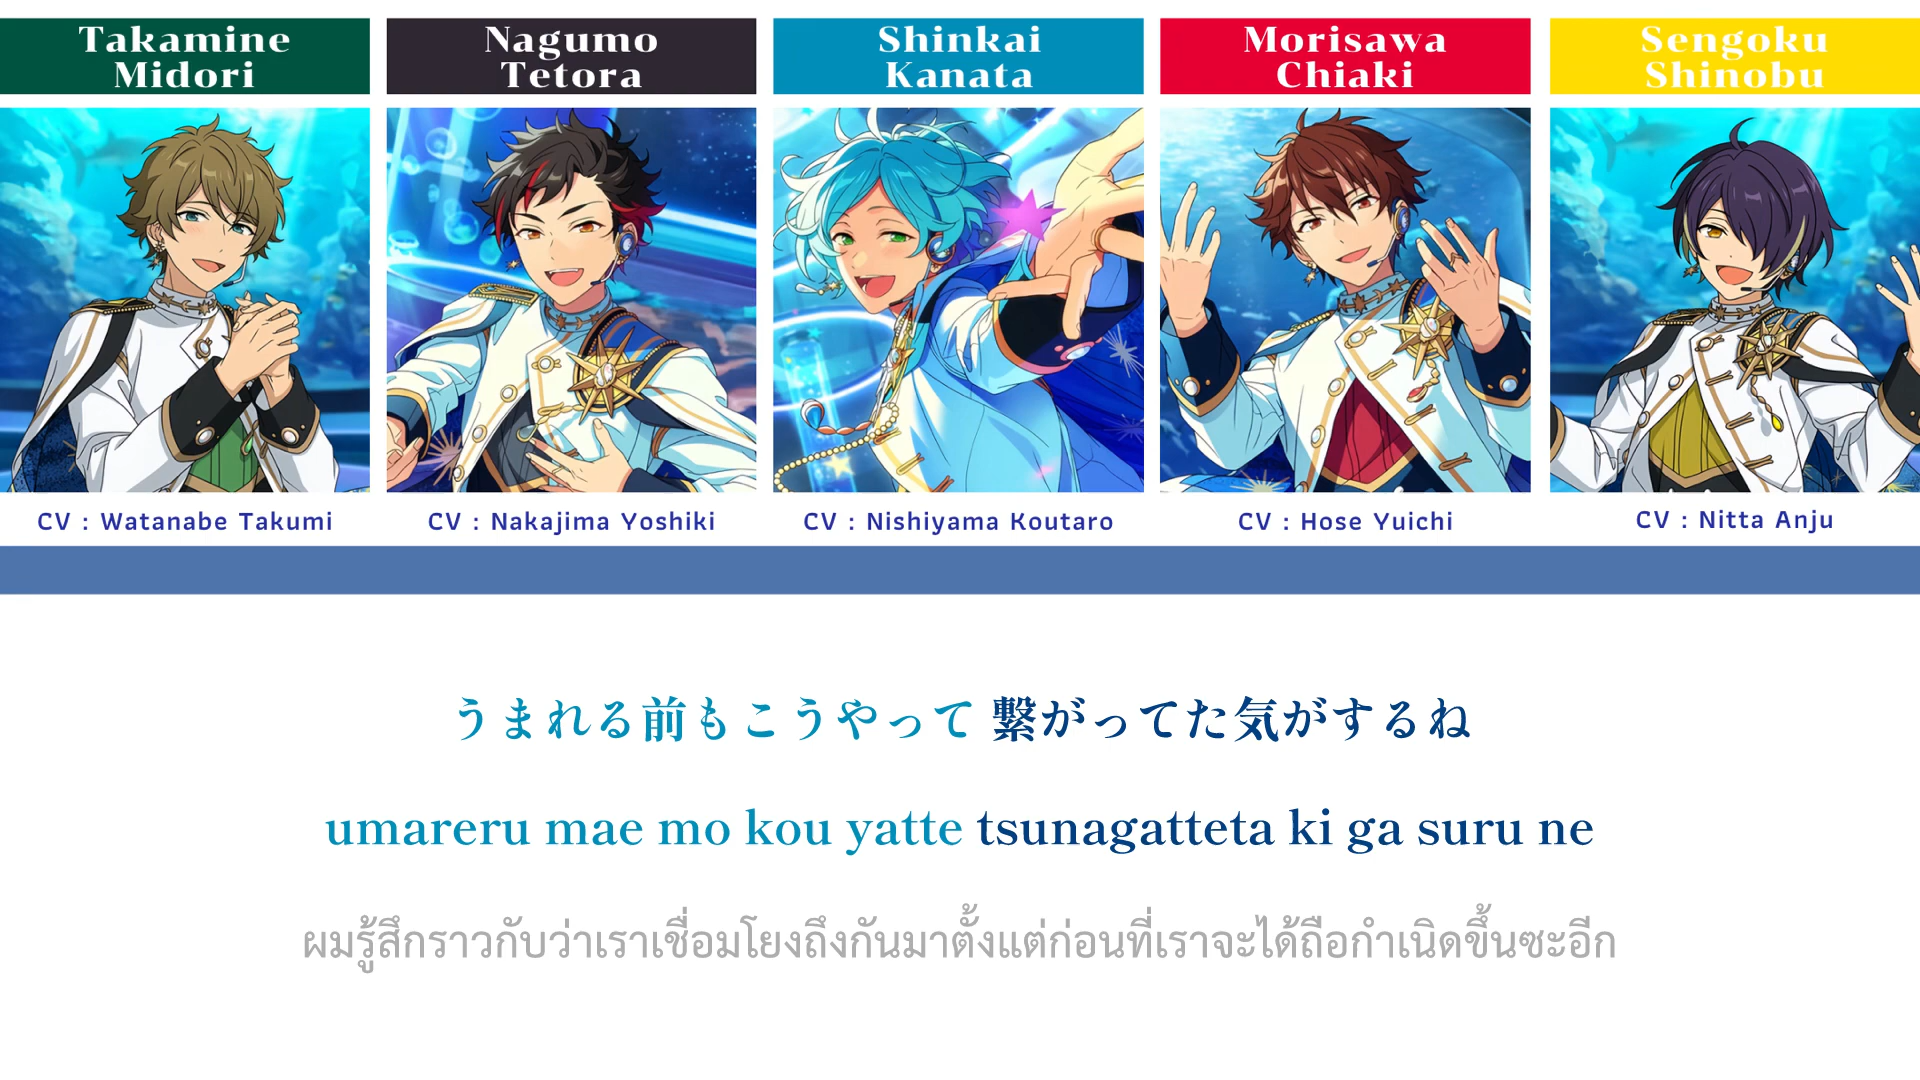 Takamine
Midori
Nagumo
Tetora
Shinkai
Kanata
Morisawa
Chiaki
Sengoku
Shinobu
CV : Watanabe Takumi
CV : Nakajima Yoshiki
CV : Nishiyama Koutaro
CV : Hose Yuichi
CV : Nitta Anju
うまれる前もこうやって 繋がってた気がするね
umareru mae mo kou yatte tsunagatteta ki ga suru ne
ผมรู้สึกราวกับว่าเราเชื่อมโยงถึงกันมาตั้งแต่ก่อนที่เราจะได้ถือกำเนิดขึ้นซะอีก